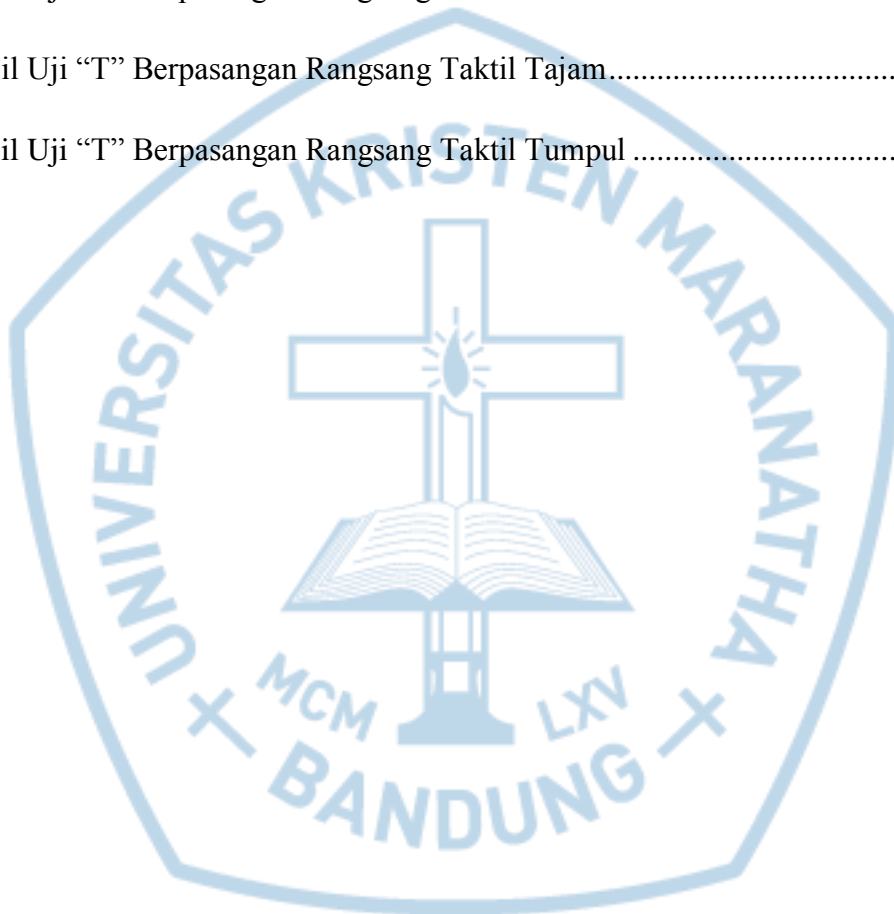 il Uji “T” Berpasangan Rangsang Taktil Tajam....................................
il Uji “T” Berpasangan Rangsang Taktil Tumpul .................................
UNIVERSITAS KRISTEN MARANATHA
MCM LXV
BANDUNG